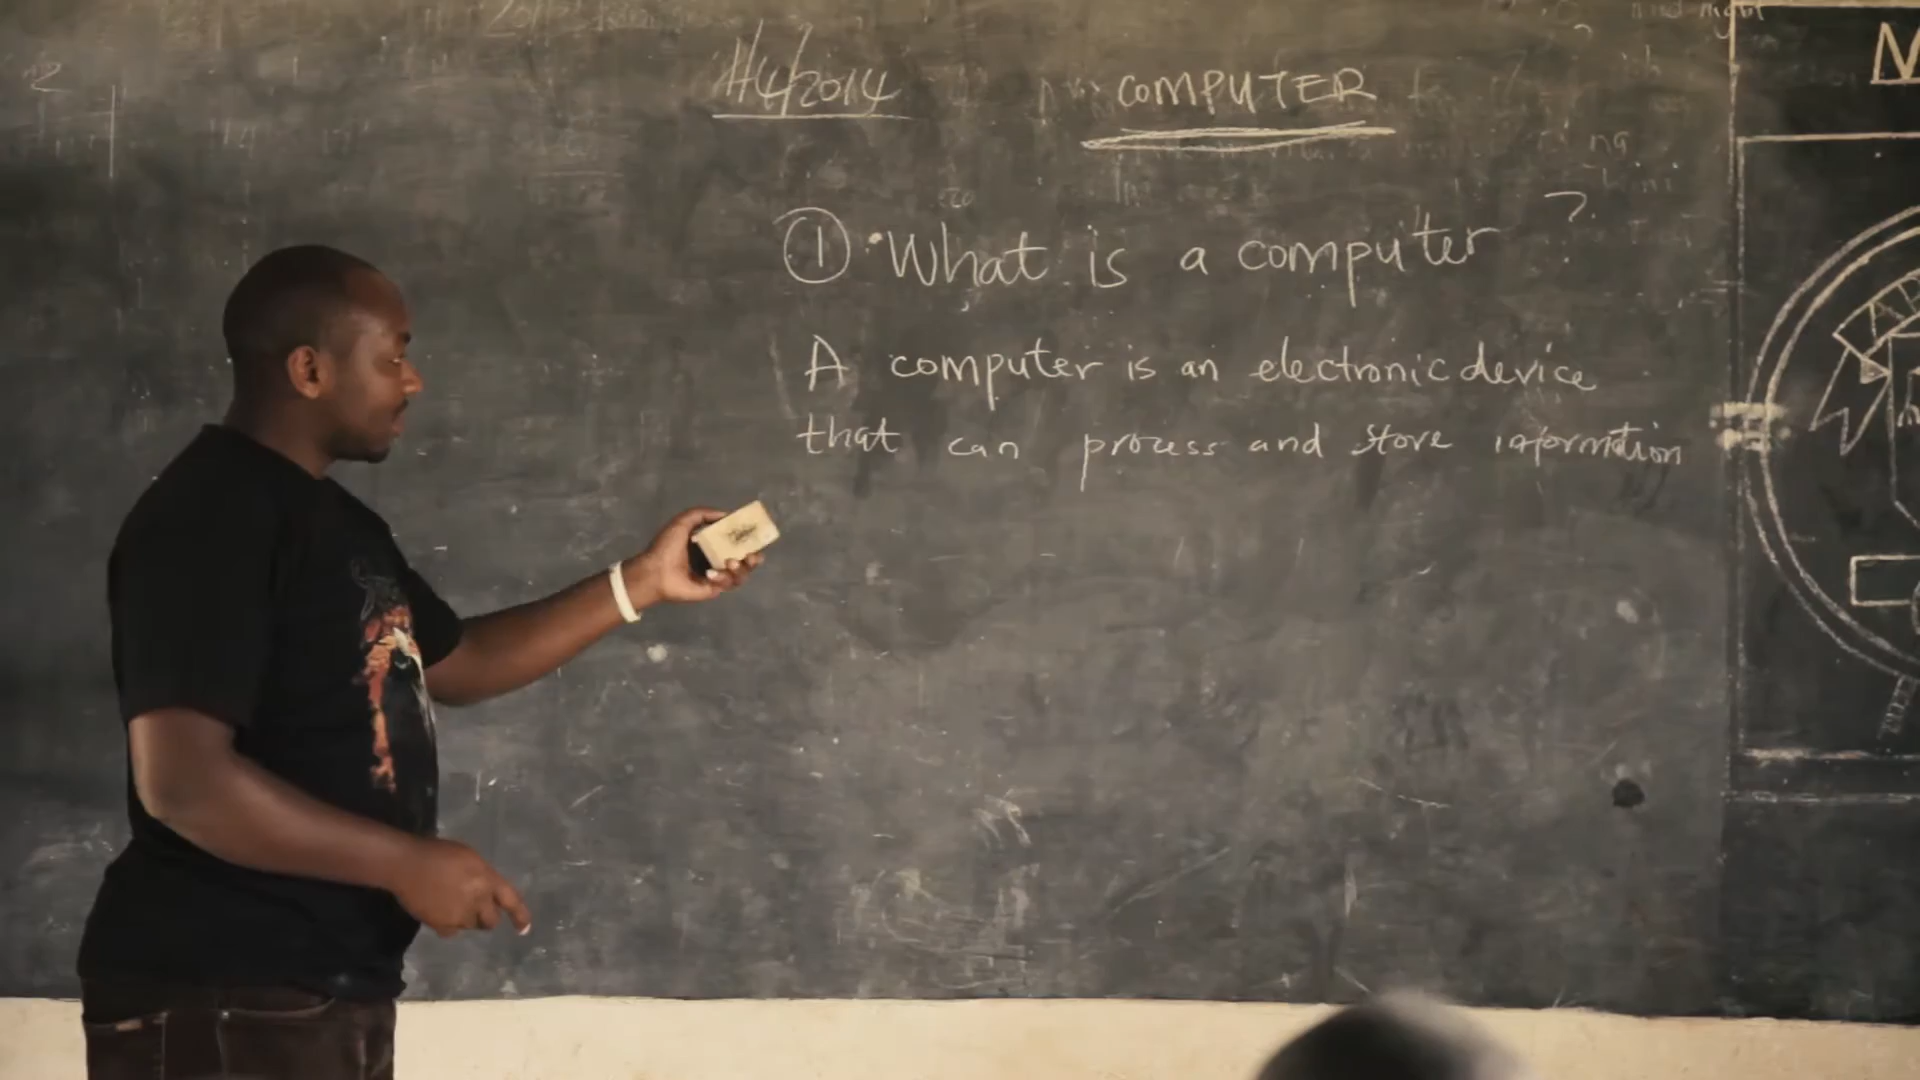 11/4/2014 COMPUTER
① What is a computer ?
A computer is an electronic device
that can process and store information